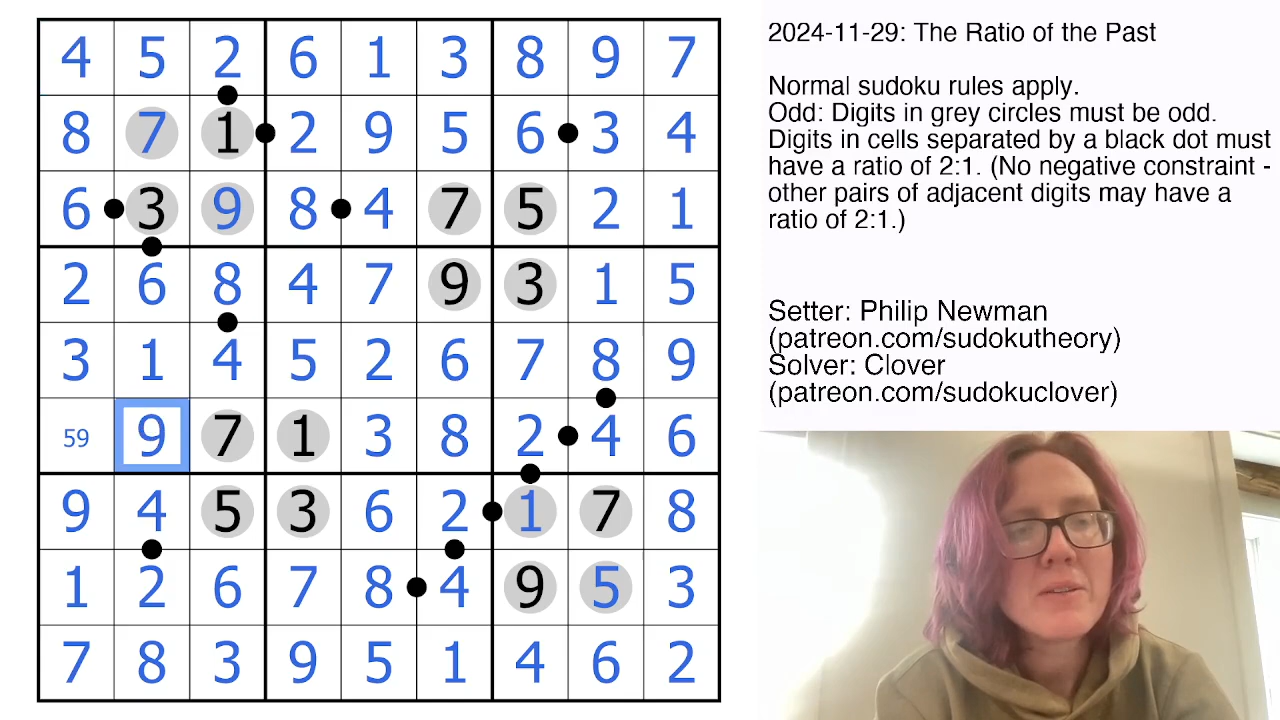 4 5 2 6 1 3 8 9 7
8 7 1 2 9 5 6 3 4
6 3 9 8 4 7 5 2 1
2 6 8 4 7 9 3 1 5
3 1 4 5 2 6 7 8 9
59 9 7 1 3 8 2 4 6
9 4 5 3 6 2 1 7 8
1 2 6 7 8 4 9 5 3
7 8 3 9 5 1 4 6 2
2024-11-29: The Ratio of the Past
Normal sudoku rules apply.
Odd: Digits in grey circles must be odd.
Digits in cells separated by a black dot must
have a ratio of 2:1. (No negative constraint -
other pairs of adjacent digits may have a
ratio of 2:1.)
Setter: Philip Newman
(patreon.com/sudokutheory)
Solver: Clover
(patreon.com/sudokuclover)